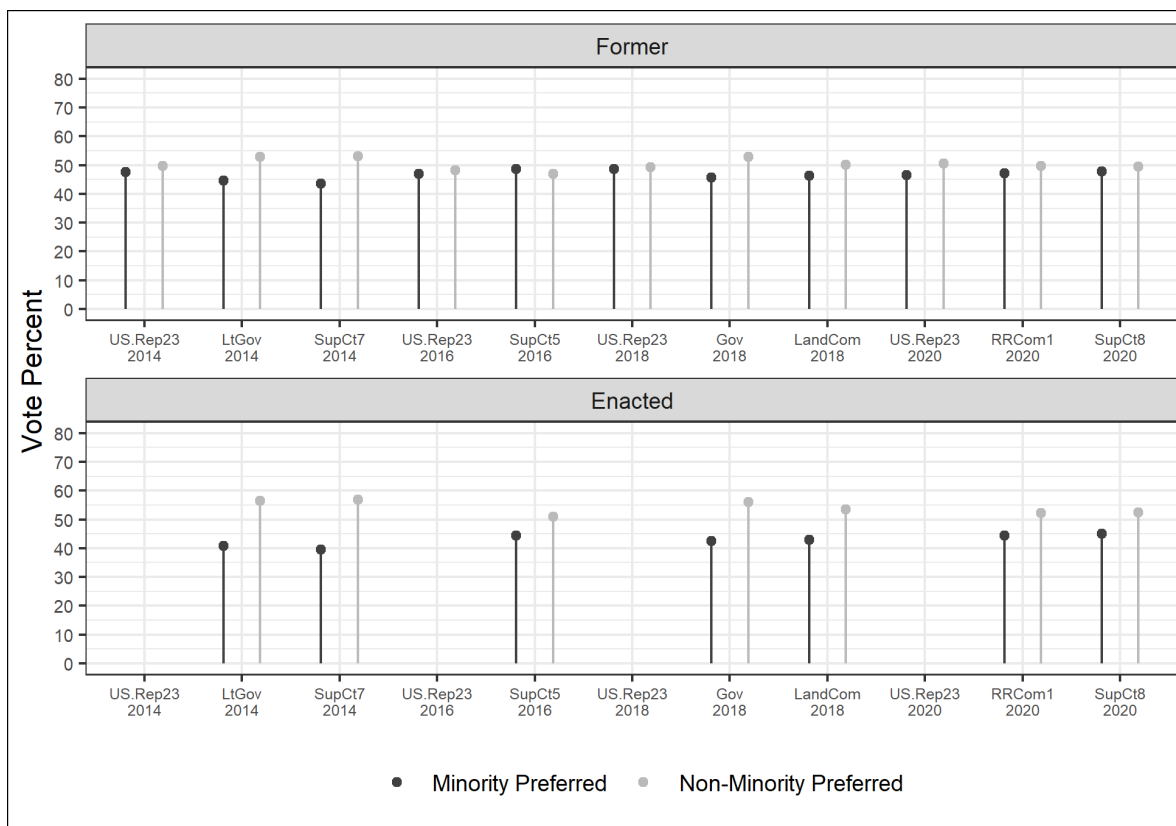 Former
Vote Percent
80
70
60
50
40
30
20
10
0
US.Rep23 LtGov SupCt7 US.Rep23 SupCt5 US.Rep23 Gov LandCom US.Rep23 RRCom1 SupCt8
2014 2014 2014 2016 2016 2018 2018 2018 2020 2020 2020
Enacted
80
70
60
50
40
30
20
10
0
US.Rep23 LtGov SupCt7 US.Rep23 SupCt5 US.Rep23 Gov LandCom US.Rep23 RRCom1 SupCt8
2014 2014 2014 2016 2016 2018 2018 2018 2020 2020 2020
Minority Preferred Non-Minority Preferred